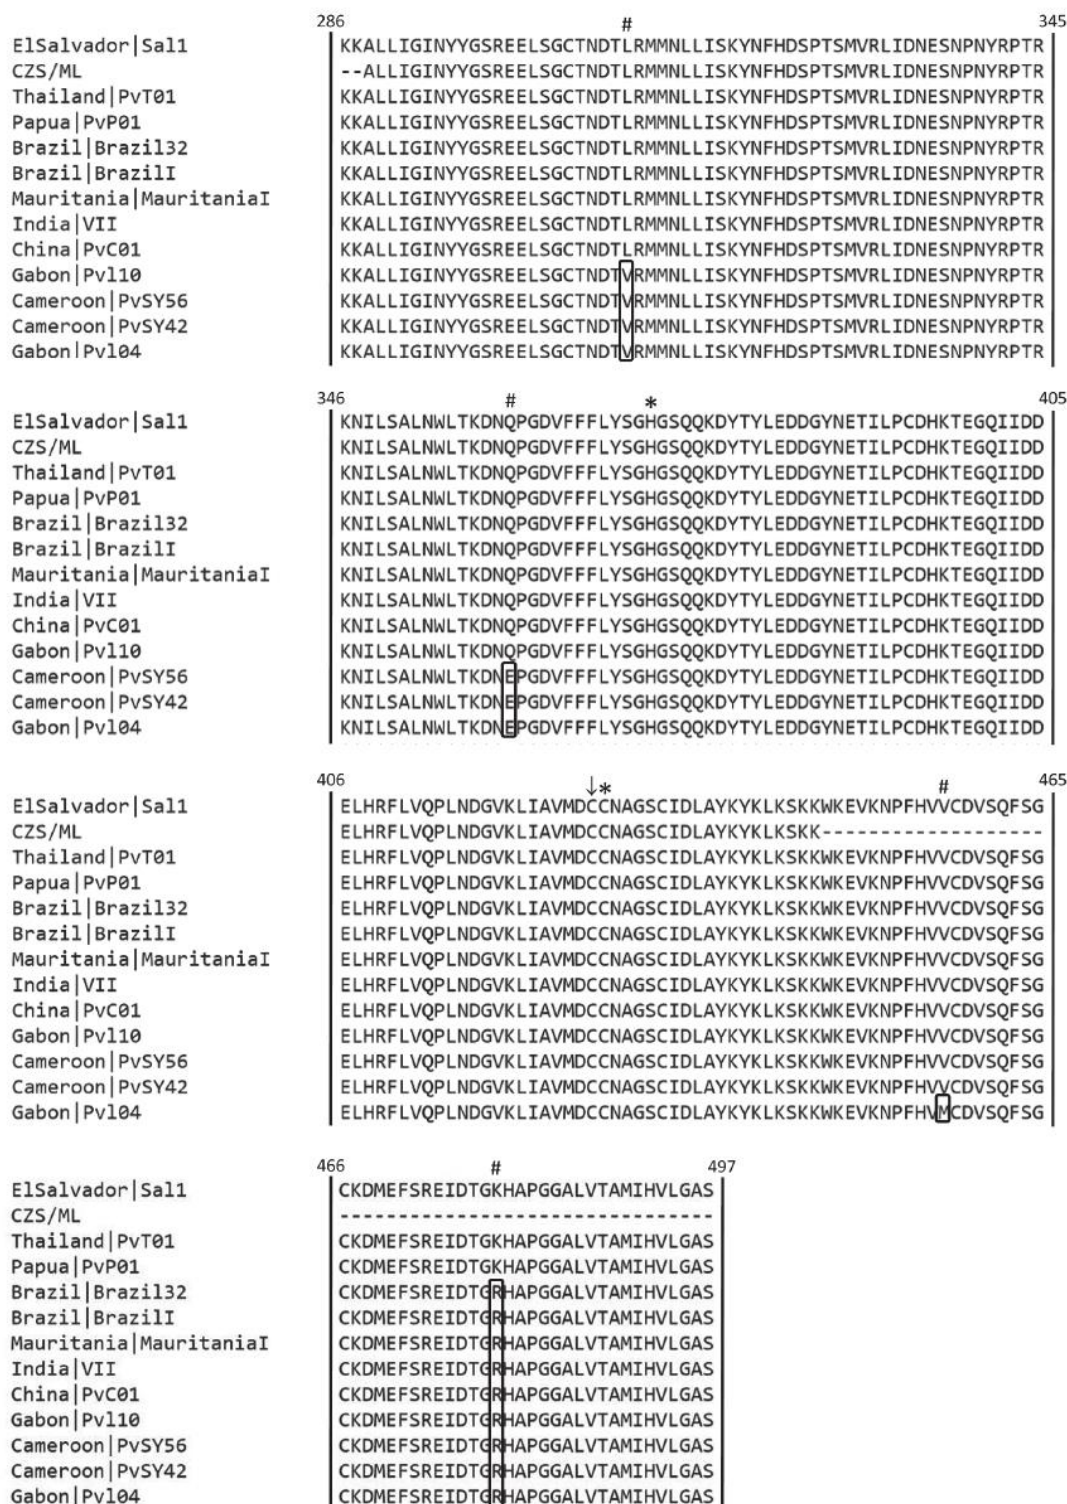 286 # 345
ElSalvador|Sal1 KKALLIGINYYGSREELSGCTNDTLRMMNLLISKYNFHDSPTSMVRLIDNESNPNYRPTR
CZS/ML --ALLIGINYYGSREELSGCTNDTLRMMNLLISKYNFHDSPTSMVRLIDNESNPNYRPTR
Thailand|PvT01 KKALLIGINYYGSREELSGCTNDTLRMMNLLISKYNFHDSPTSMVRLIDNESNPNYRPTR
Papua|PvP01 KKALLIGINYYGSREELSGCTNDTLRMMNLLISKYNFHDSPTSMVRLIDNESNPNYRPTR
Brazil|Brazil32 KKALLIGINYYGSREELSGCTNDTLRMMNLLISKYNFHDSPTSMVRLIDNESNPNYRPTR
Brazil|BrazilI KKALLIGINYYGSREELSGCTNDTLRMMNLLISKYNFHDSPTSMVRLIDNESNPNYRPTR
Mauritania|MauritaniaI KKALLIGINYYGSREELSGCTNDTLRMMNLLISKYNFHDSPTSMVRLIDNESNPNYRPTR
India|VII KKALLIGINYYGSREELSGCTNDTLRMMNLLISKYNFHDSPTSMVRLIDNESNPNYRPTR
China|PvC01 KKALLIGINYYGSREELSGCTNDTLRMMNLLISKYNFHDSPTSMVRLIDNESNPNYRPTR
Gabon|Pvl10 KKALLIGINYYGSREELSGCTNDTVRMMNLLISKYNFHDSPTSMVRLIDNESNPNYRPTR
Cameroon|PvSY56 KKALLIGINYYGSREELSGCTNDTVRMMNLLISKYNFHDSPTSMVRLIDNESNPNYRPTR
Cameroon|PvSY42 KKALLIGINYYGSREELSGCTNDTVRMMNLLISKYNFHDSPTSMVRLIDNESNPNYRPTR
Gabon|Pvl04 KKALLIGINYYGSREELSGCTNDTVRMMNLLISKYNFHDSPTSMVRLIDNESNPNYRPTR
346 # * 405
ElSalvador|Sal1 KNILSALNWLTKDNQPGDVFFFLYSGHGSQQKDYTYLEDDGYNETILPCDHKTEGQIIDD
CZS/ML KNILSALNWLTKDNQPGDVFFFLYSGHGSQQKDYTYLEDDGYNETILPCDHKTEGQIIDD
Thailand|PvT01 KNILSALNWLTKDNQPGDVFFFLYSGHGSQQKDYTYLEDDGYNETILPCDHKTEGQIIDD
Papua|PvP01 KNILSALNWLTKDNQPGDVFFFLYSGHGSQQKDYTYLEDDGYNETILPCDHKTEGQIIDD
Brazil|Brazil32 KNILSALNWLTKDNQPGDVFFFLYSGHGSQQKDYTYLEDDGYNETILPCDHKTEGQIIDD
Brazil|BrazilI KNILSALNWLTKDNQPGDVFFFLYSGHGSQQKDYTYLEDDGYNETILPCDHKTEGQIIDD
Mauritania|MauritaniaI KNILSALNWLTKDNQPGDVFFFLYSGHGSQQKDYTYLEDDGYNETILPCDHKTEGQIIDD
India|VII KNILSALNWLTKDNQPGDVFFFLYSGHGSQQKDYTYLEDDGYNETILPCDHKTEGQIIDD
China|PvC01 KNILSALNWLTKDNQPGDVFFFLYSGHGSQQKDYTYLEDDGYNETILPCDHKTEGQIIDD
Gabon|Pvl10 KNILSALNWLTKDNQPGDVFFFLYSGHGSQQKDYTYLEDDGYNETILPCDHKTEGQIIDD
Cameroon|PvSY56 KNILSALNWLTKDNEPGDVFFFLYSGHGSQQKDYTYLEDDGYNETILPCDHKTEGQIIDD
Cameroon|PvSY42 KNILSALNWLTKDNEPGDVFFFLYSGHGSQQKDYTYLEDDGYNETILPCDHKTEGQIIDD
Gabon|Pvl04 KNILSALNWLTKDNEPGDVFFFLYSGHGSQQKDYTYLEDDGYNETILPCDHKTEGQIIDD
406 ↓* # 465
ElSalvador|Sal1 ELHRFLVQPLNDGVKLIAVMDCCNAGSCIDLAYKYKLKSKKWKEVKNPFHVVCDVSQFSG
CZS/ML ELHRFLVQPLNDGVKLIAVMDCCNAGSCIDLAYKYKLKSKK-------------------
Thailand|PvT01 ELHRFLVQPLNDGVKLIAVMDCCNAGSCIDLAYKYKLKSKKWKEVKNPFHVVCDVSQFSG
Papua|PvP01 ELHRFLVQPLNDGVKLIAVMDCCNAGSCIDLAYKYKLKSKKWKEVKNPFHVVCDVSQFSG
Brazil|Brazil32 ELHRFLVQPLNDGVKLIAVMDCCNAGSCIDLAYKYKLKSKKWKEVKNPFHVVCDVSQFSG
Brazil|BrazilI ELHRFLVQPLNDGVKLIAVMDCCNAGSCIDLAYKYKLKSKKWKEVKNPFHVVCDVSQFSG
Mauritania|MauritaniaI ELHRFLVQPLNDGVKLIAVMDCCNAGSCIDLAYKYKLKSKKWKEVKNPFHVVCDVSQFSG
India|VII ELHRFLVQPLNDGVKLIAVMDCCNAGSCIDLAYKYKLKSKKWKEVKNPFHVVCDVSQFSG
China|PvC01 ELHRFLVQPLNDGVKLIAVMDCCNAGSCIDLAYKYKLKSKKWKEVKNPFHVVCDVSQFSG
Gabon|Pvl10 ELHRFLVQPLNDGVKLIAVMDCCNAGSCIDLAYKYKLKSKKWKEVKNPFHVVCDVSQFSG
Cameroon|PvSY56 ELHRFLVQPLNDGVKLIAVMDCCNAGSCIDLAYKYKLKSKKWKEVKNPFHVVCDVSQFSG
Cameroon|PvSY42 ELHRFLVQPLNDGVKLIAVMDCCNAGSCIDLAYKYKLKSKKWKEVKNPFHVVCDVSQFSG
Gabon|Pvl04 ELHRFLVQPLNDGVKLIAVMDCCNAGSCIDLAYKYKLKSKKWKEVKNPFHVMCDVSQFSG
466 # 497
ElSalvador|Sal1 CKDMEFSREIDTGKHAPGGALVTAMIHVLGAS
CZS/ML --------------------------------
Thailand|PvT01 CKDMEFSREIDTGKHAPGGALVTAMIHVLGAS
Papua|PvP01 CKDMEFSREIDTGKHAPGGALVTAMIHVLGAS
Brazil|Brazil32 CKDMEFSREIDTGRHAPGGALVTAMIHVLGAS
Brazil|BrazilI CKDMEFSREIDTGRHAPGGALVTAMIHVLGAS
Mauritania|MauritaniaI CKDMEFSREIDTGRHAPGGALVTAMIHVLGAS
India|VII CKDMEFSREIDTGRHAPGGALVTAMIHVLGAS
China|PvC01 CKDMEFSREIDTGRHAPGGALVTAMIHVLGAS
Gabon|Pvl10 CKDMEFSREIDTGRHAPGGALVTAMIHVLGAS
Cameroon|PvSY56 CKDMEFSREIDTGRHAPGGALVTAMIHVLGAS
Cameroon|PvSY42 CKDMEFSREIDTGRHAPGGALVTAMIHVLGAS
Gabon|Pvl04 CKDMEFSREIDTGRHAPGGALVTAMIHVLGAS